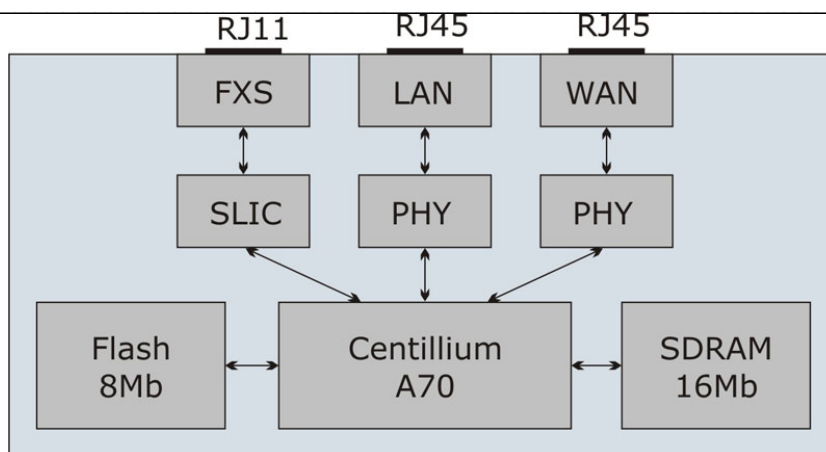 RJ11
RJ45
RJ45
FXS
LAN
WAN
SLIC
PHY
PHY
Flash
8Mb
Centillium
A70
SDRAM
16Mb